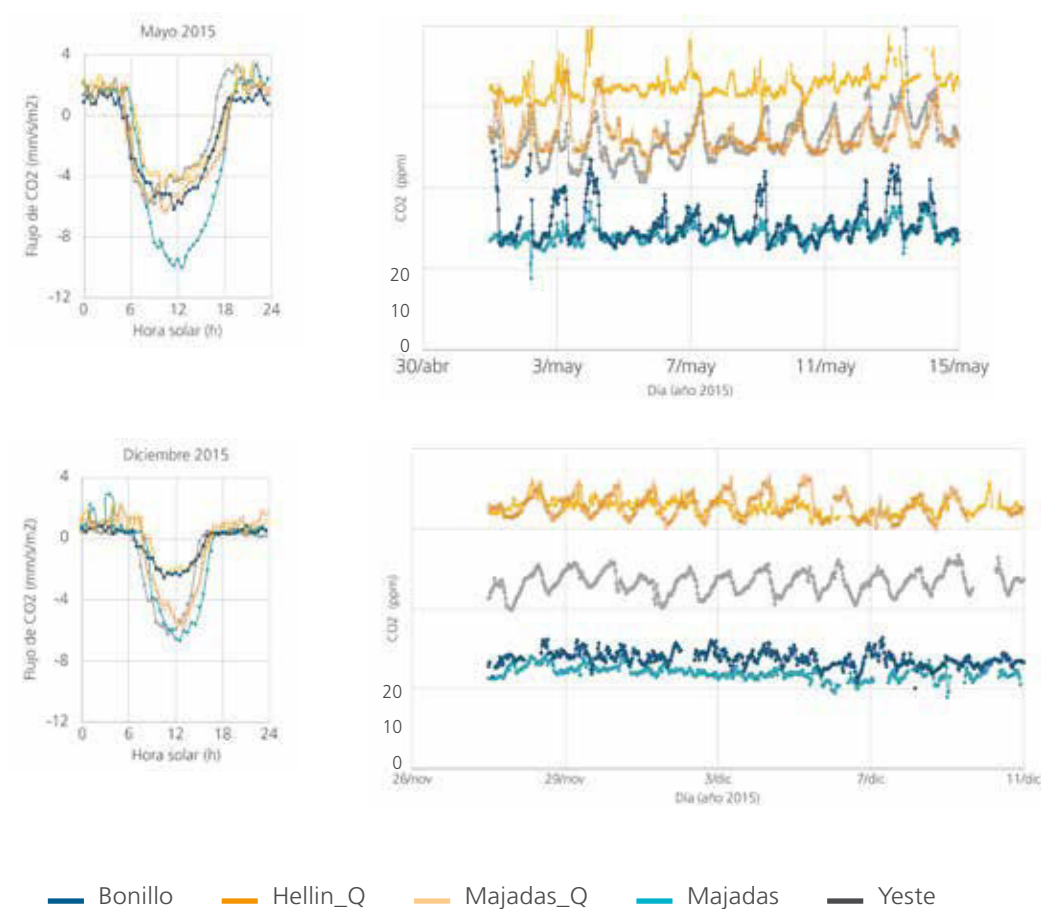 Mayo 2015
Flujo de CO2 (mm/s/m2)
4
0
-4
-8
-12
0 6 12 18 24
Hora solar (h)
CO2 (ppm)
20
10
0
30/abr 3/may 7/may 11/may 15/may
Día (año 2015)
Diciembre 2015
Flujo de CO2 (mm/s/m2)
4
0
-4
-8
-12
0 6 12 18 24
Hora solar (h)
CO2 (ppm)
20
10
0
26/nov 29/nov 3/dic 7/dic 11/dic
Día (año 2015)
Bonillo Hellin_Q Majadas_Q Majadas Yeste